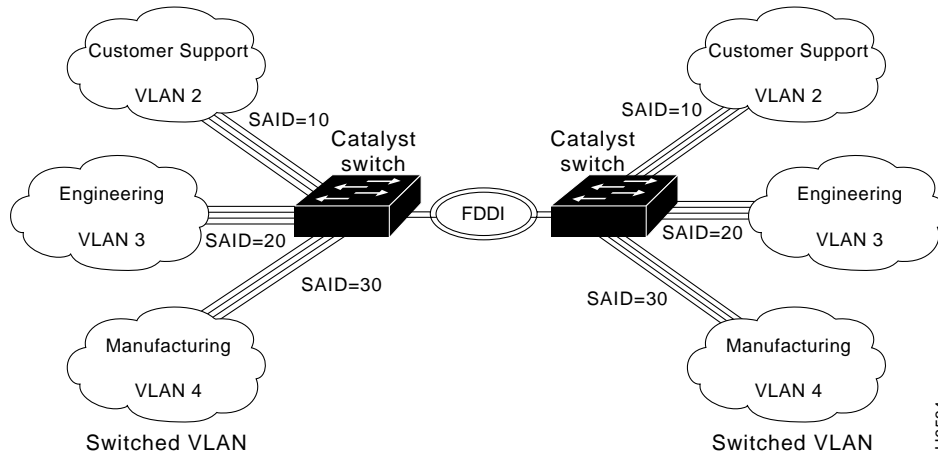 Customer Support
VLAN 2
SAID=10
Catalyst
switch
Engineering
VLAN 3
SAID=20
SAID=30
Manufacturing
VLAN 4
Switched VLAN
FDDI
Customer Support
VLAN 2
SAID=10
Catalyst
switch
Engineering
VLAN 3
SAID=20
SAID=30
Manufacturing
VLAN 4
Switched VLAN